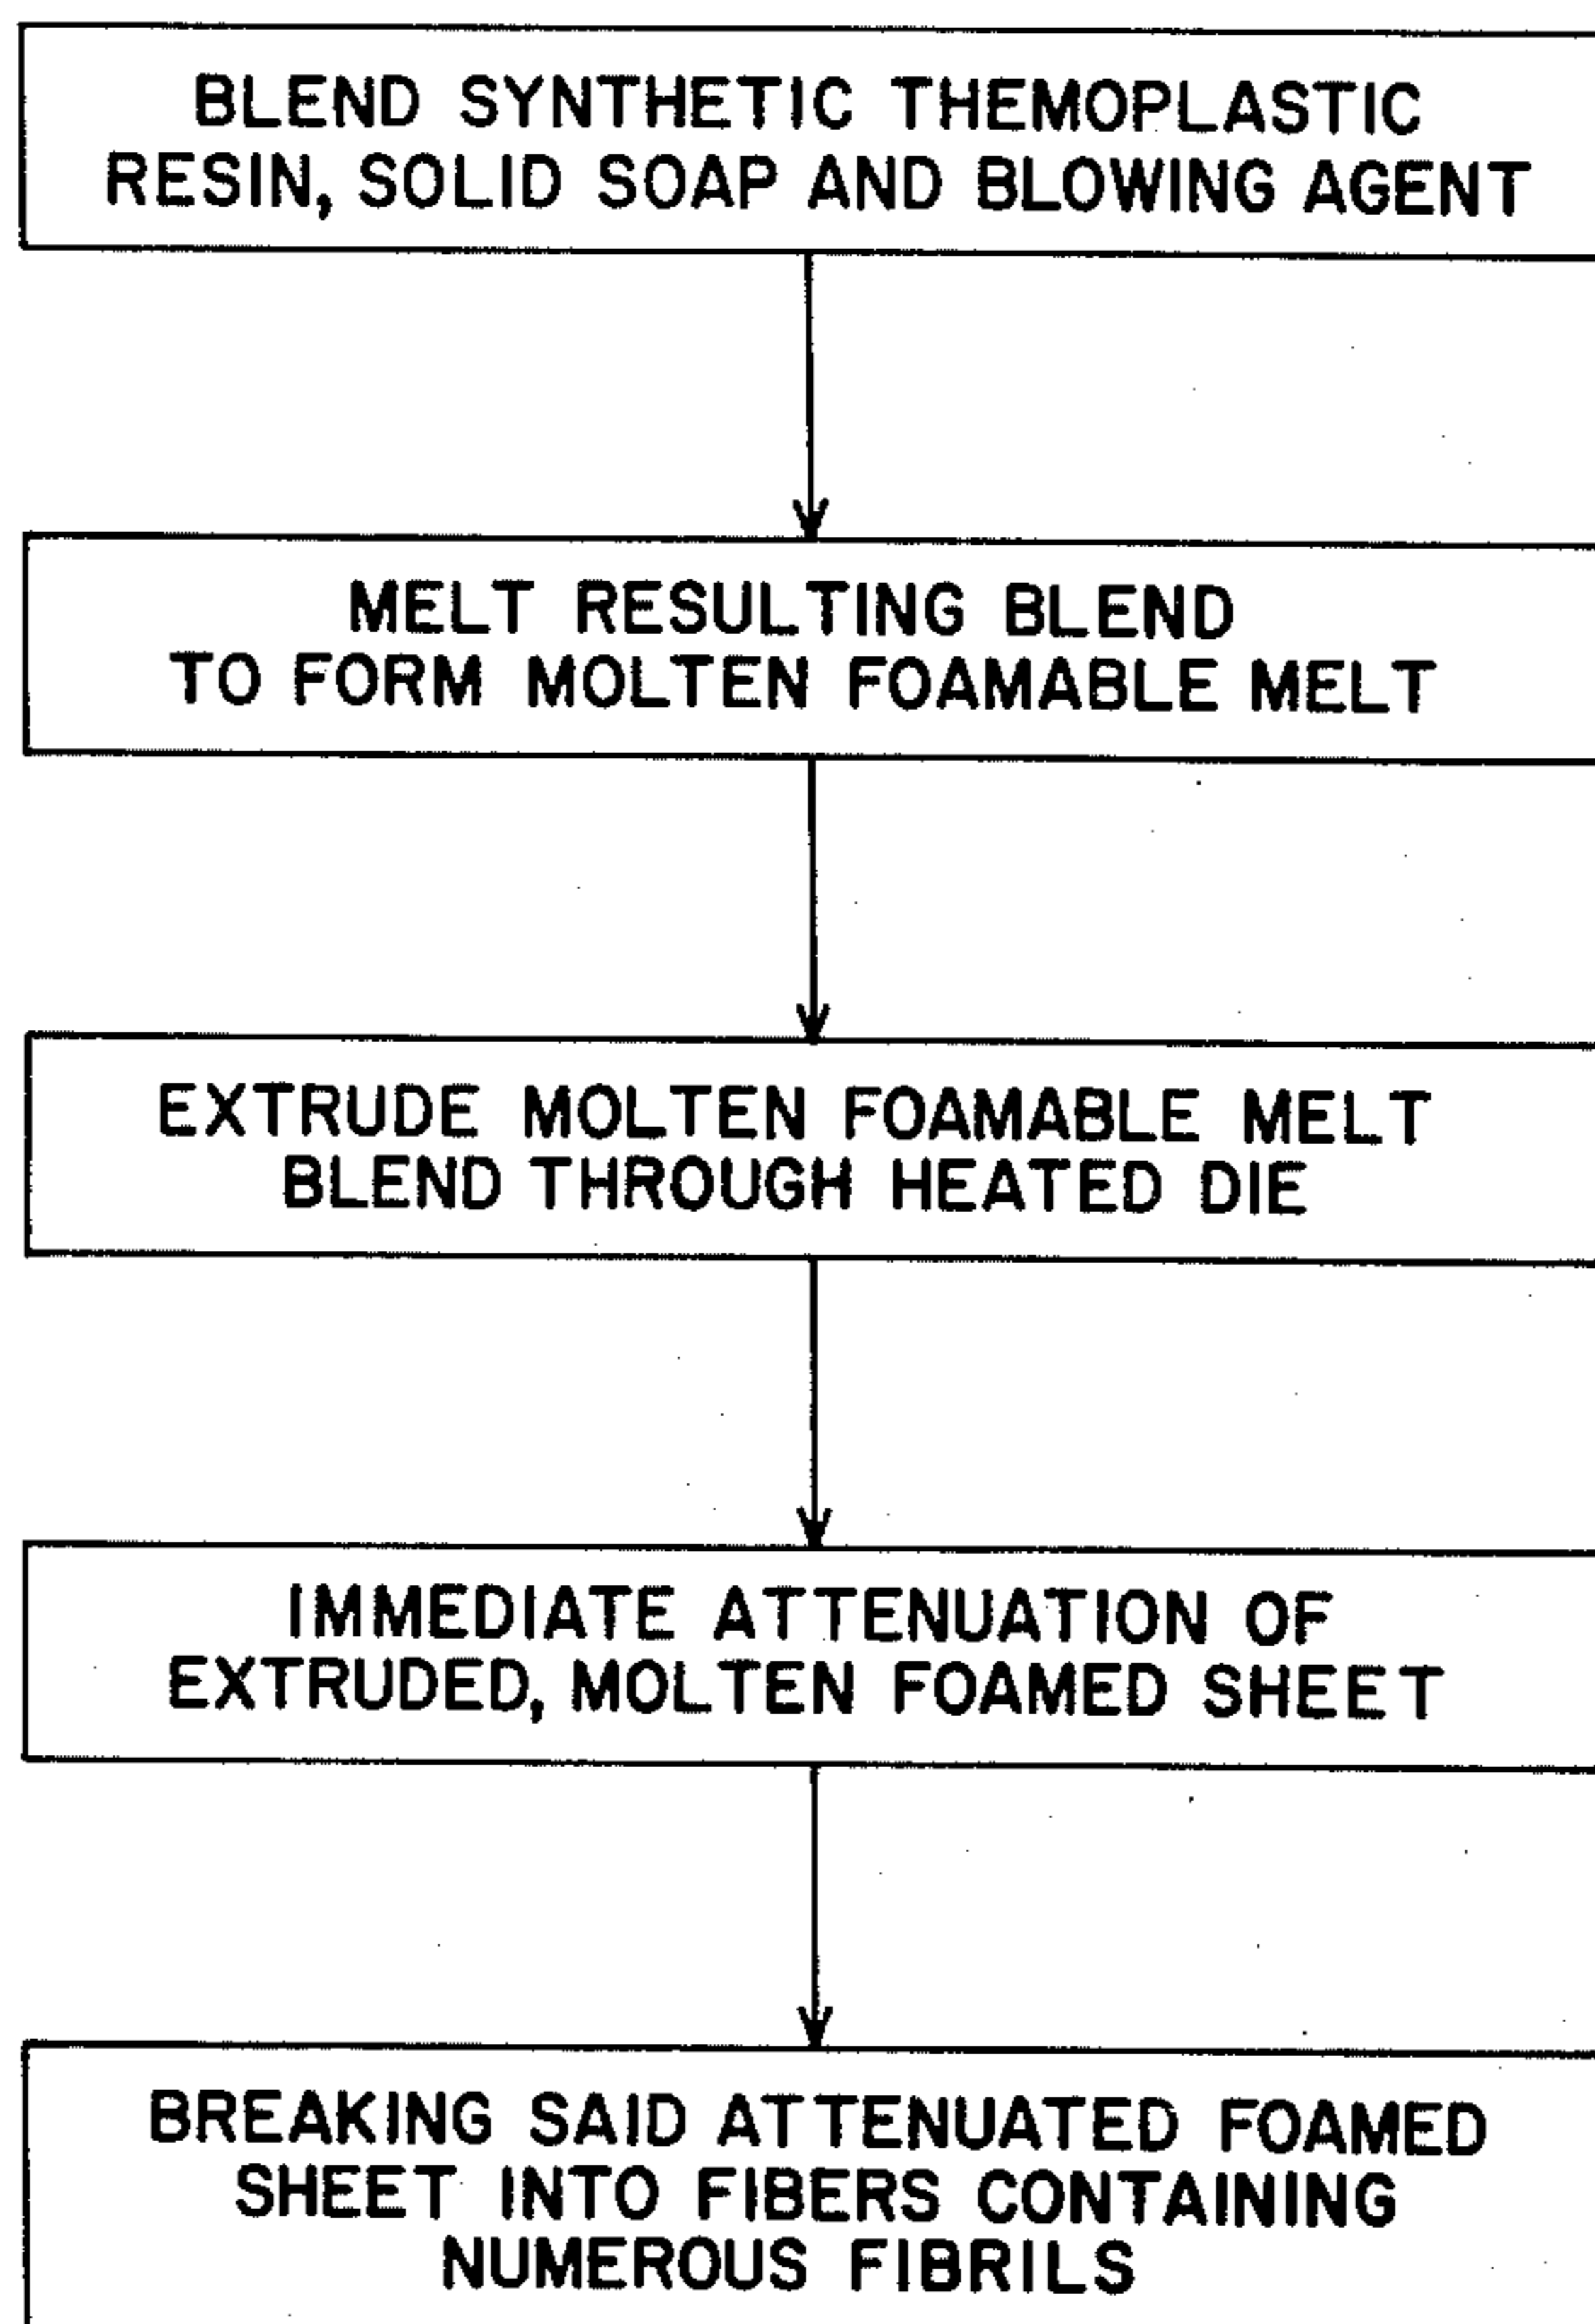 BLEND SYNTHETIC THEMOPLASTIC
RESIN, SOLID SOAP AND BLOWING AGENT
MELT RESULTING BLEND
TO FORM MOLTEN FOAMABLE MELT
EXTRUDE MOLTEN FOAMABLE MELT
BLEND THROUGH HEATED DIE
IMMEDIATE ATTENUATION OF
EXTRUDED, MOLTEN FOAMED SHEET
BREAKING SAID ATTENUATED FOAMED
SHEET INTO FIBERS CONTAINING
NUMEROUS FIBRILS